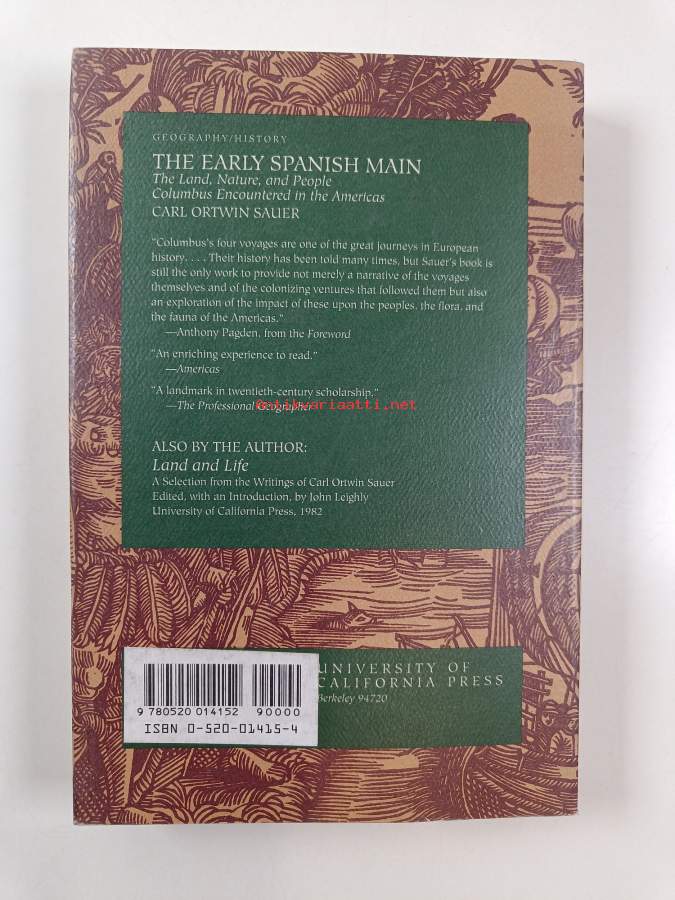 GEOGRAPHY/HISTORY
THE EARLY SPANISH MAIN
The Land, Nature, and People
Columbus Encountered in the Americas
CARL ORTWIN SAUER
"Columbus's four voyages are one of the great journeys in European
history. . . . Their history has been told many times, but Sauer's book is
still the only work to provide not merely a narrative of the voyages
themselves and of the colonizing ventures that followed them but also
an exploration of the impact of these upon the peoples, the flora, and
the fauna of the Americas."
—Anthony Pagden, from the Foreword
"An enriching experience to read."
—Americas
"A landmark in twentieth-century scholarship."
—The Professional Geographer
antikvariaatti.net
ALSO BY THE AUTHOR:
Land and Life
A Selection from the Writings of Carl Ortwin Sauer
Edited, with an Introduction, by John Leighly
University of California Press, 1982
UNIVERSITY OF
CALIFORNIA PRESS
Berkeley 94720
9 780520 014152 90000
ISBN 0-520-01415-4